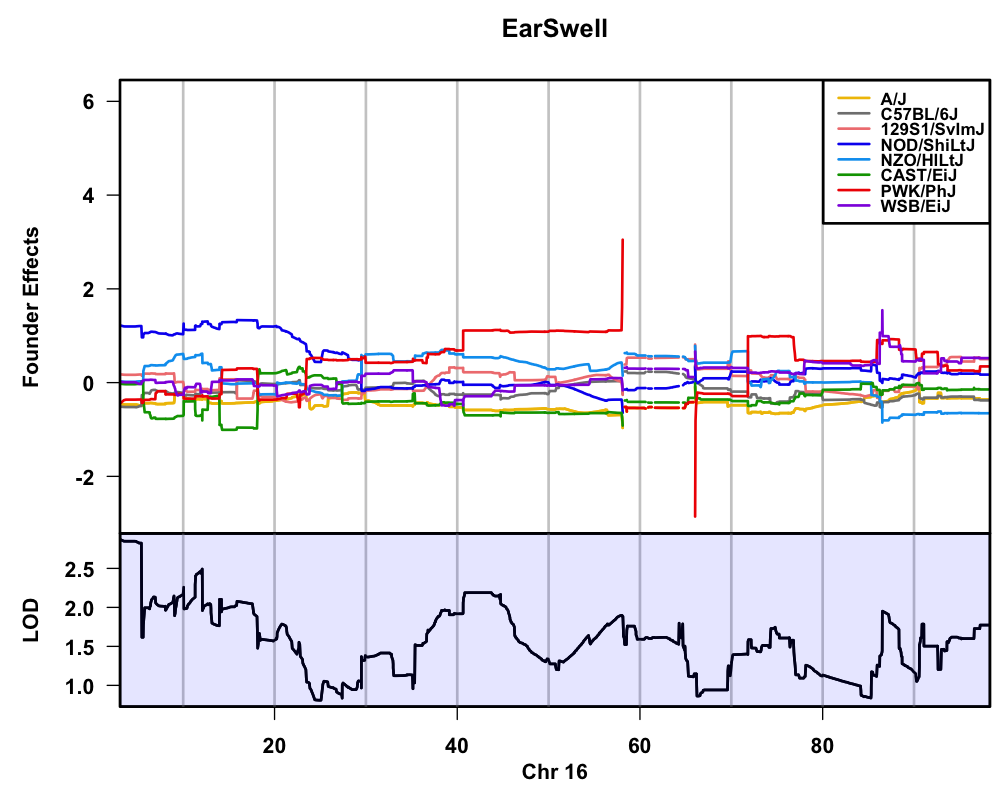 EarSwell
6
4
2
0
-2
Founder Effects
A/J
C57BL/6J
129S1/SvImJ
NOD/ShiLtJ
NZO/HlLtJ
CAST/EiJ
PWK/PhJ
WSB/EiJ
2.5
2.0
1.5
1.0
LOD
20
40
60
80
Chr 16